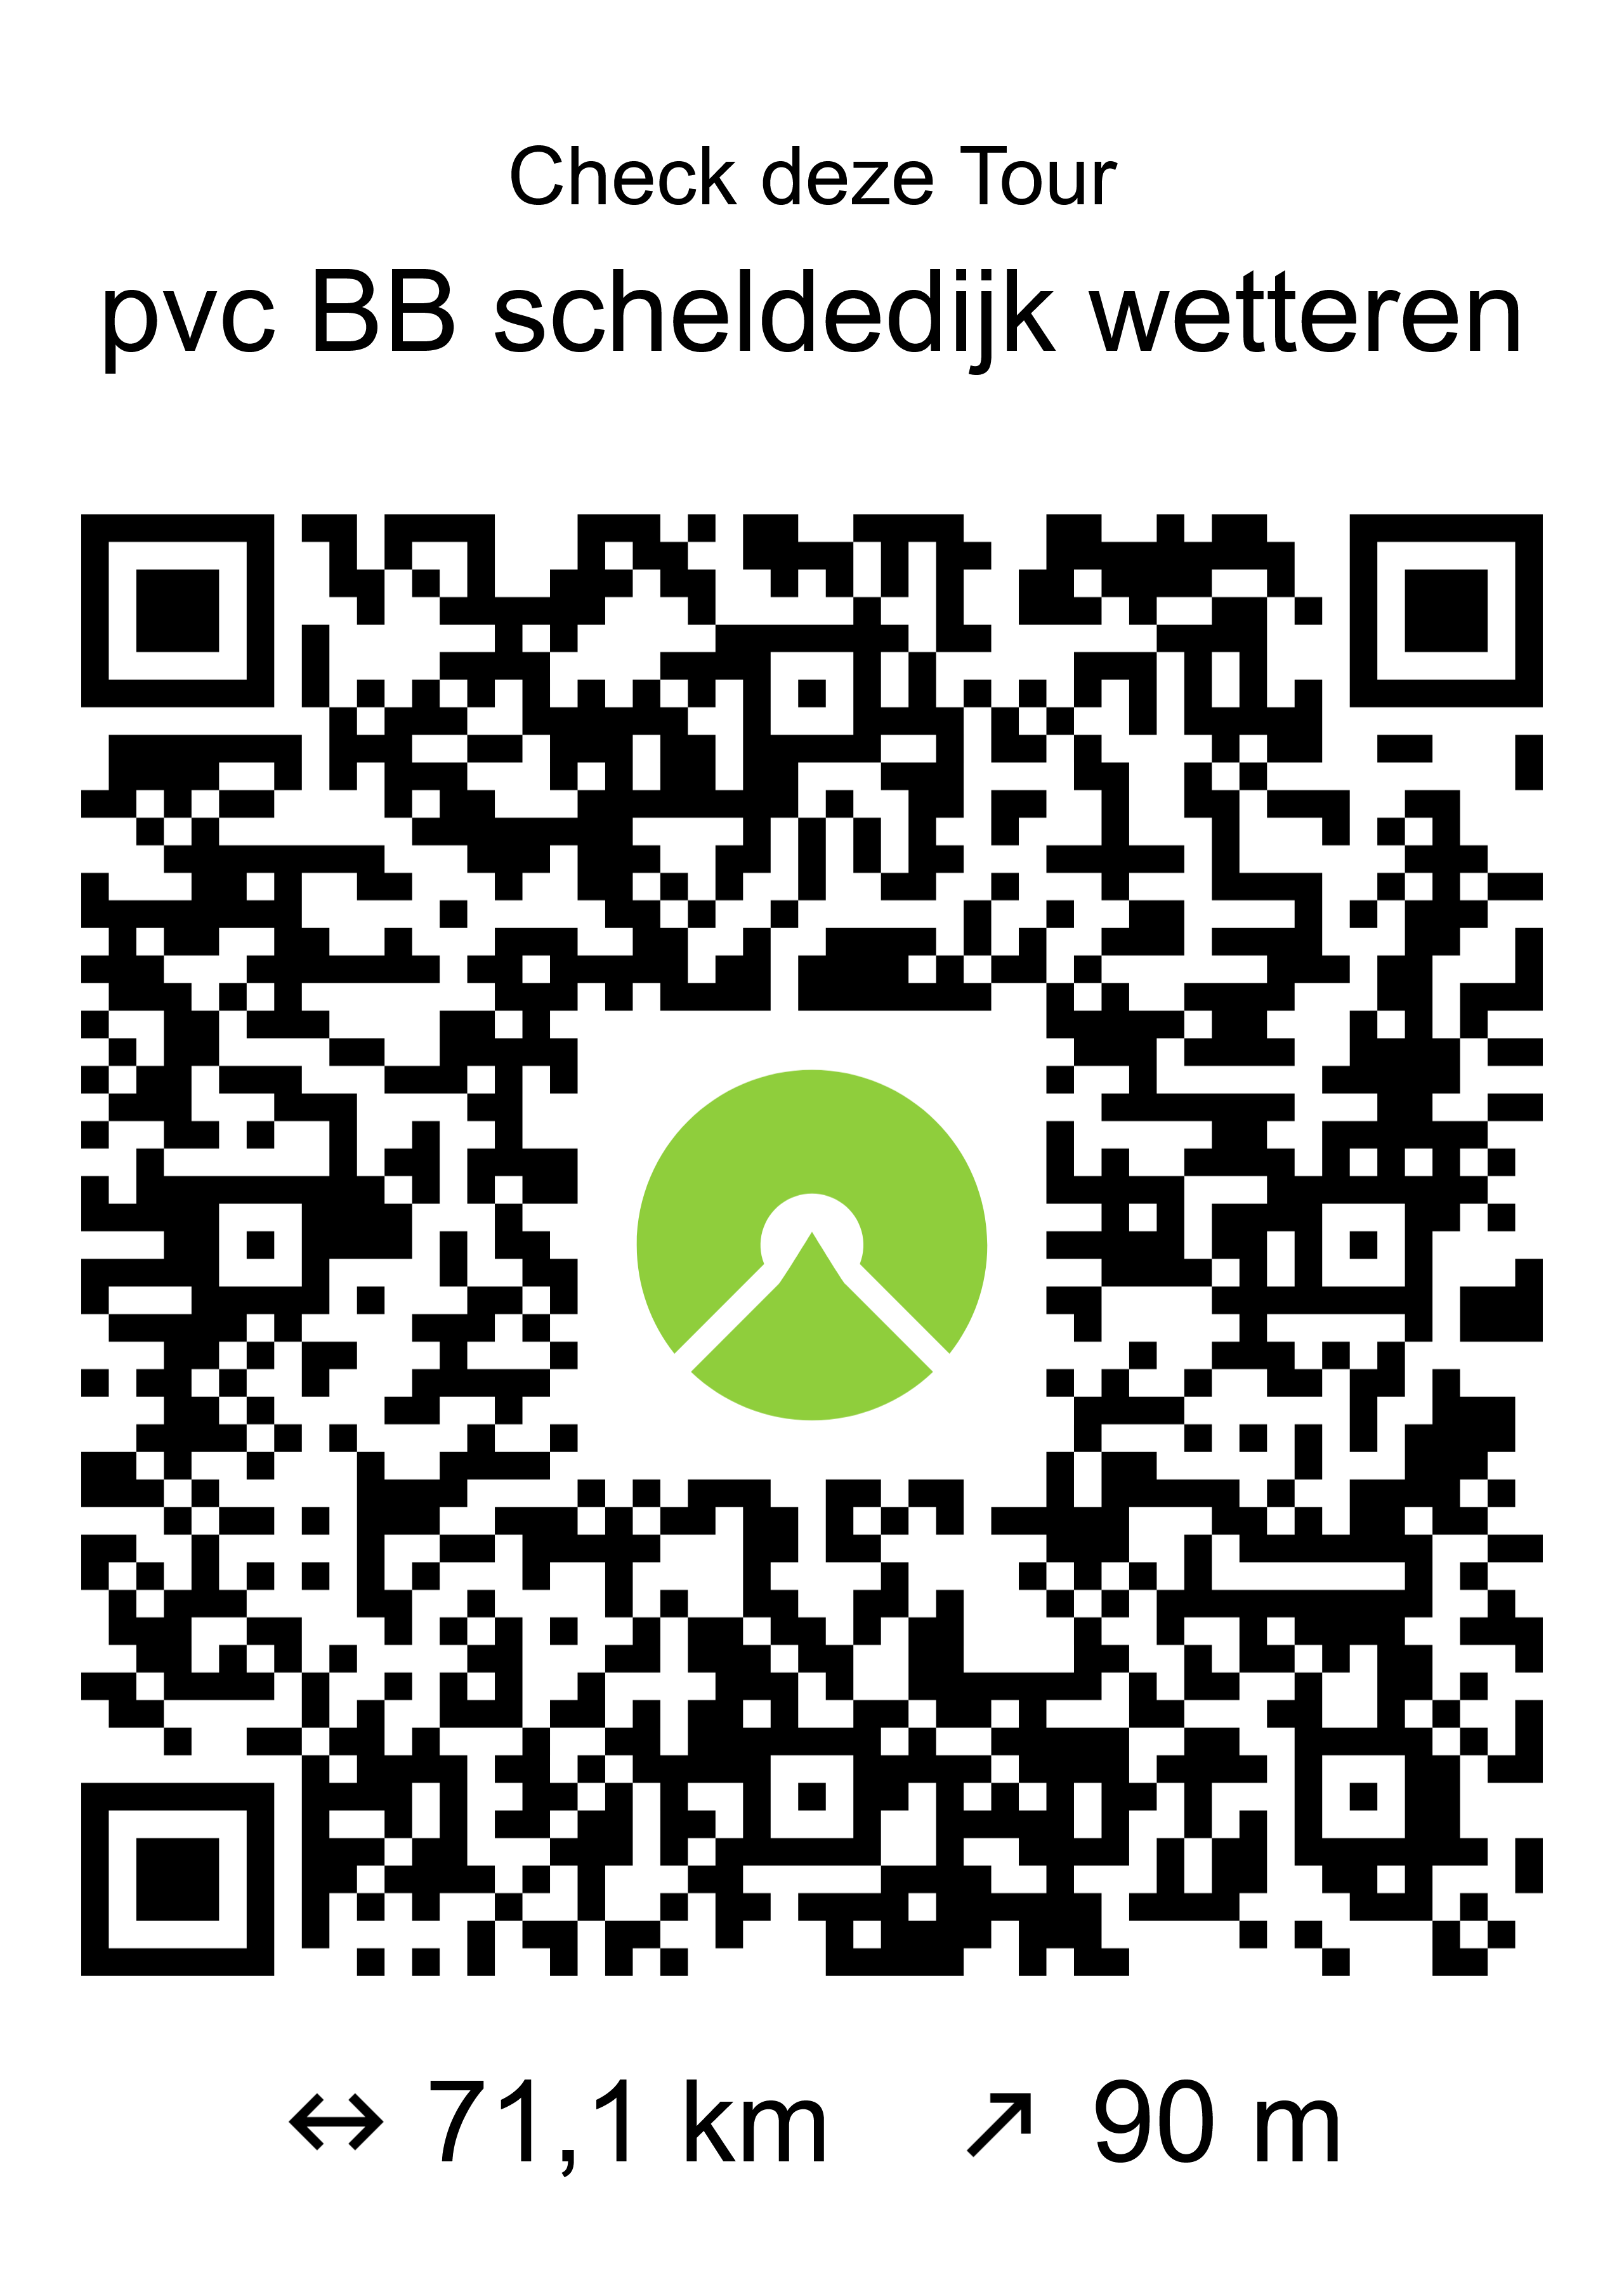 Check deze Tour
pvc BB scheldedijk wetteren
↔ 71,1 km ↗ 90 m